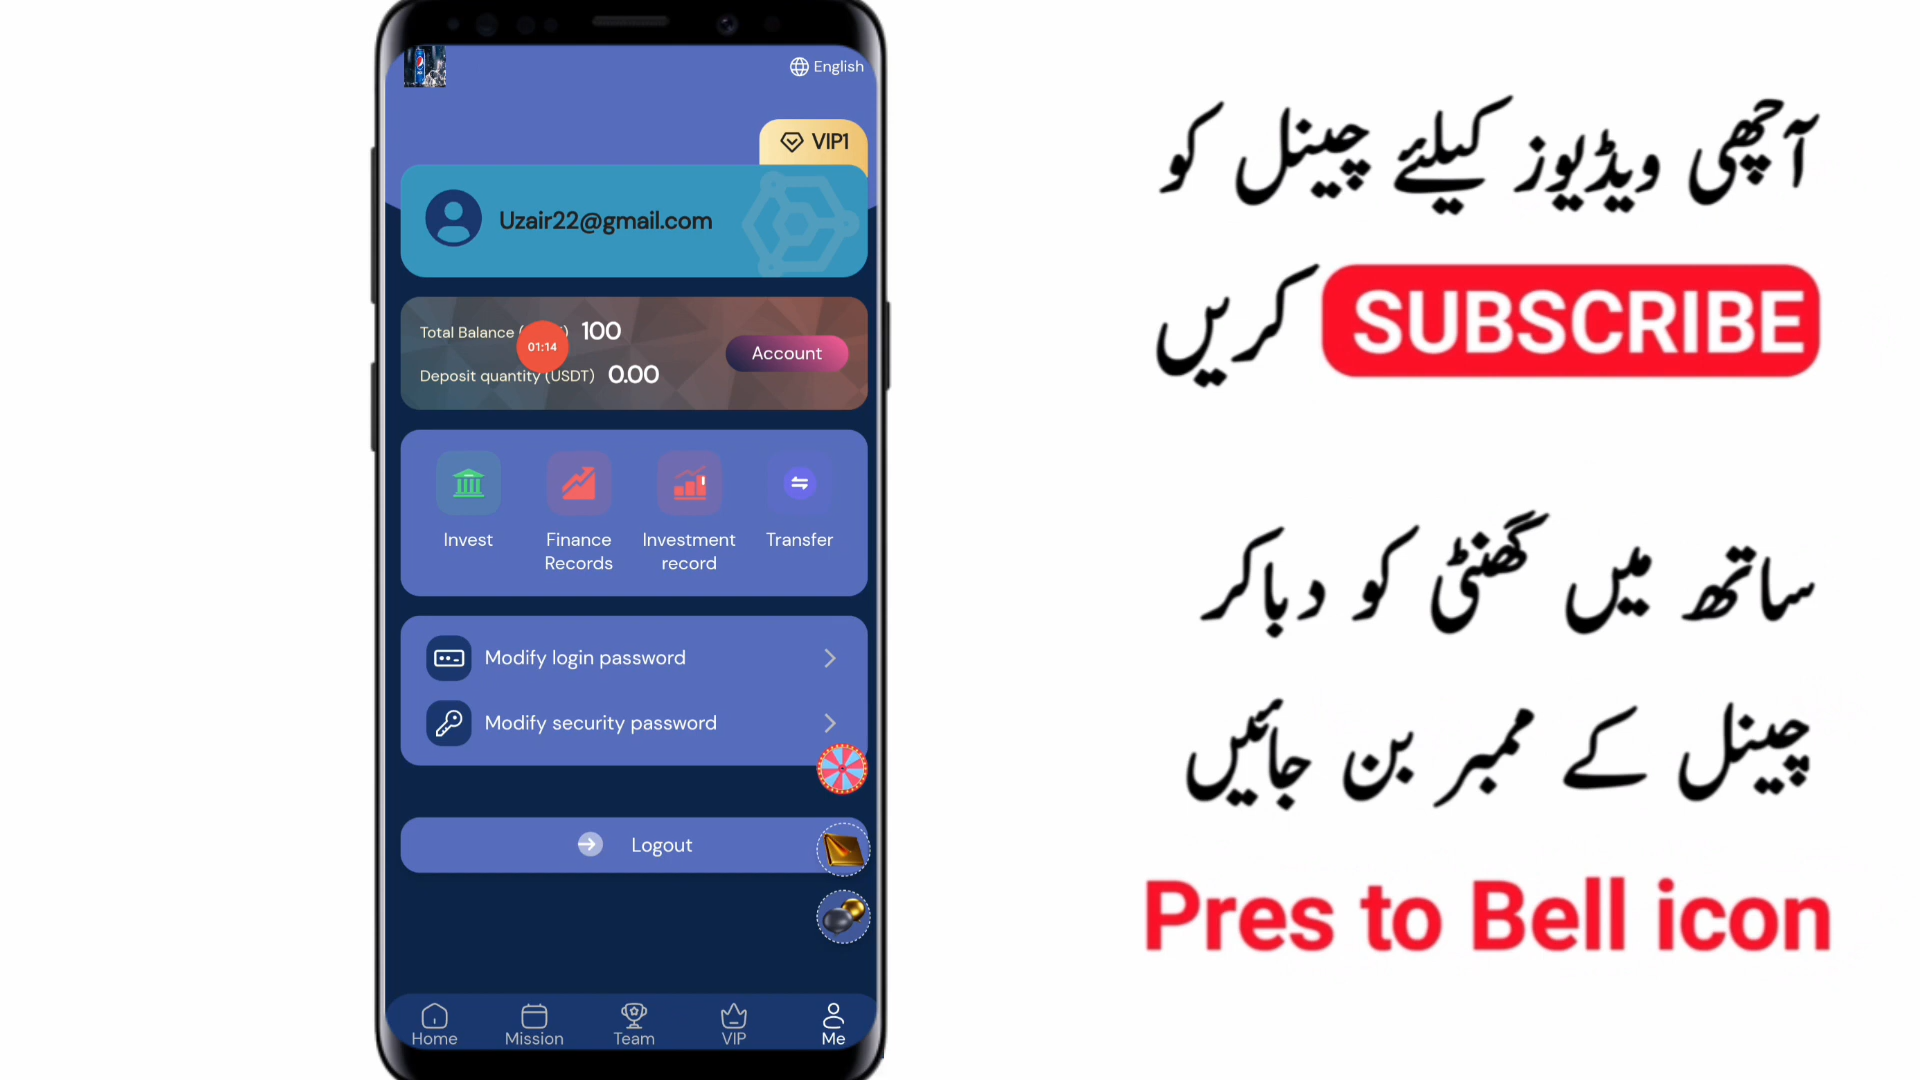 English
VIP1
Uzair22@gmail.com
Total Balance ( ) 100
01:14
Account
Deposit quantity (USDT) 0.00
Invest
Finance Records
Investment record
Transfer
Modify login password
Modify security password
Logout
Home
Mission
Team
VIP
Me
آچھی ویڈیوز کیلئے چینل کو
SUBSCRIBE کریں
ساتھ میں گھنٹی کو دبا کر
چینل کے ممبر بن جائیں
Pres to Bell icon